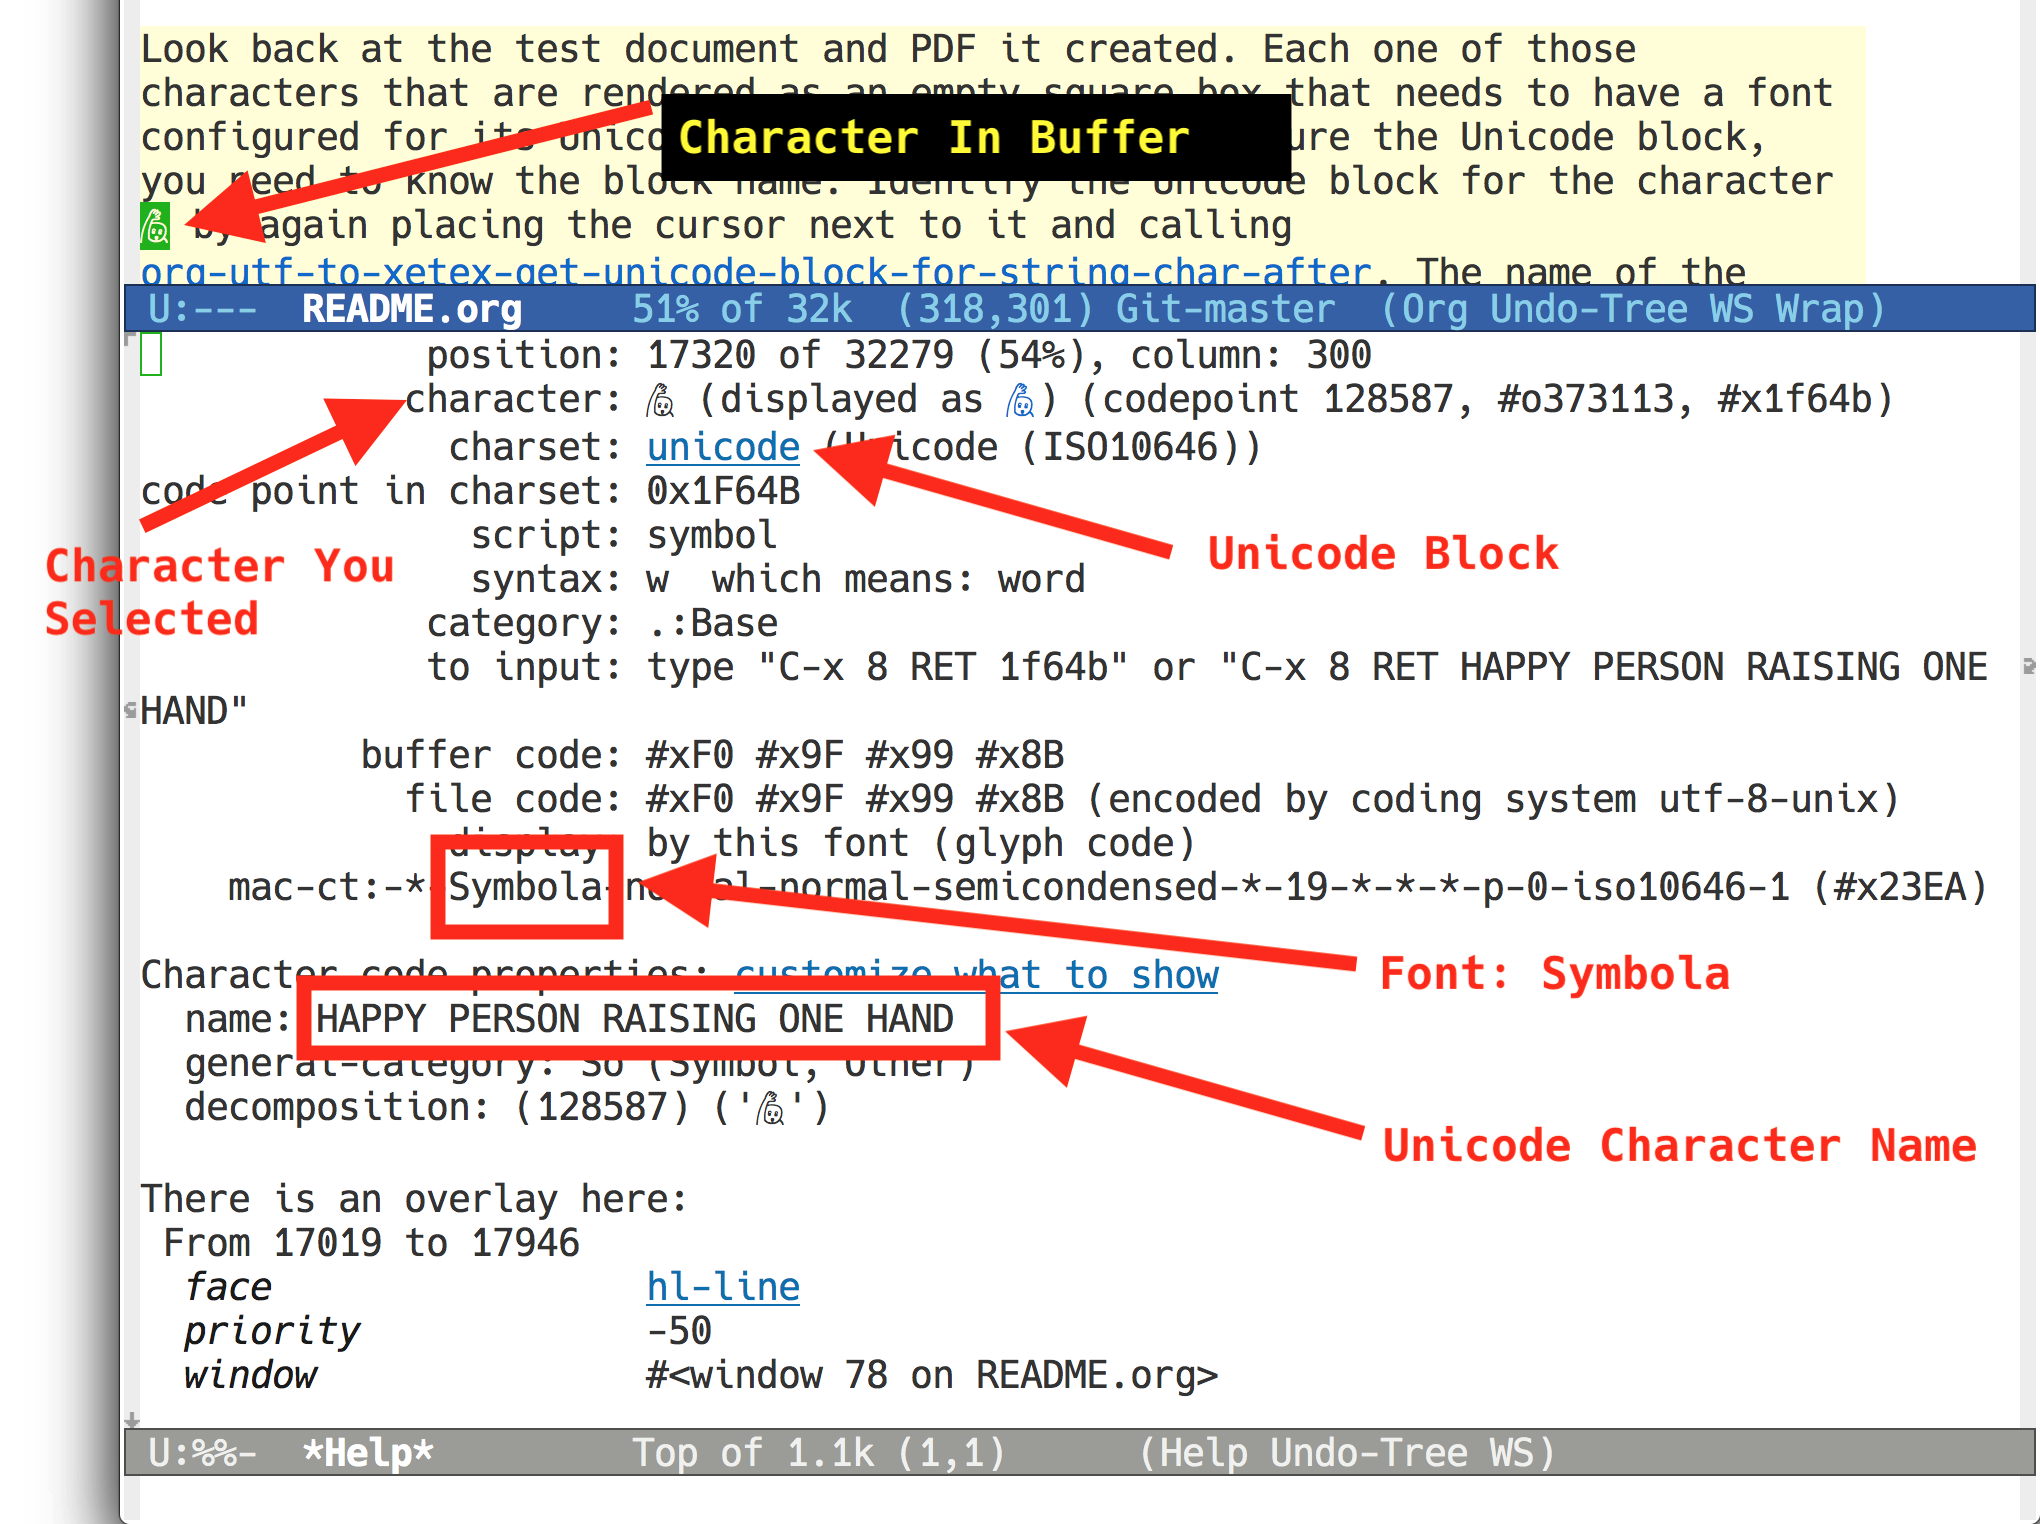 Look back at the test document and PDF it created. Each one of those
characters that are rendered as an empty square box that needs to have a font
configured for its Unico ure the Unicode block,
Character In Buffer
you need to know the block name. Identify the Unicode block for the character
🙋 by again placing the cursor next to it and calling
org-utf-to-xetex-get-unicode-block-for-string-char-after. The name of the
U:--- README.org 51% of 32k (318,301) Git-master (Org Undo-Tree WS Wrap)
position: 17320 of 32279 (54%), column: 300
character: 🙋 (displayed as 🙋) (codepoint 128587, #o373113, #x1f64b)
charset: unicode (Unicode (ISO10646))
code point in charset: 0x1F64B
script: symbol
Unicode Block
Character You
Selected
syntax: w which means: word
category: .:Base
to input: type "C-x 8 RET 1f64b" or "C-x 8 RET HAPPY PERSON RAISING ONE
HAND"
buffer code: #xF0 #x9F #x99 #x8B
file code: #xF0 #x9F #x99 #x8B (encoded by coding system utf-8-unix)
display: by this font (glyph code)
mac-ct:-*-Symbola-normal-normal-semicondensed-*-19-*-*-*-p-0-iso10646-1 (#x23EA)
Font: Symbola
Character code properties: customize what to show
name: HAPPY PERSON RAISING ONE HAND
general-category: So (Symbol, Other)
decomposition: (128587) ('🙋')
Unicode Character Name
There is an overlay here:
From 17019 to 17946
face hl-line
priority -50
window #<window 78 on README.org>
U:%%- *Help* Top of 1.1k (1,1) (Help Undo-Tree WS)